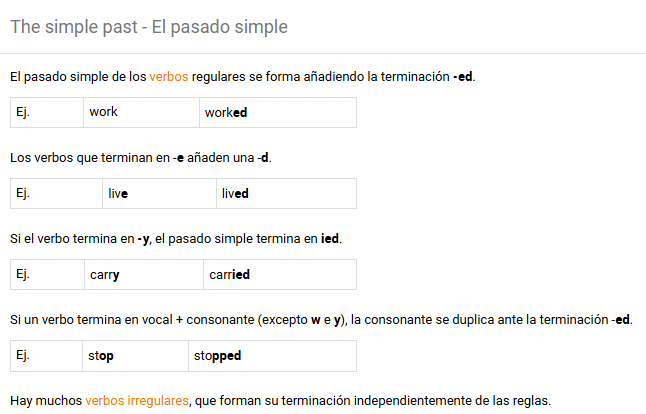 The simple past - El pasado simple
El pasado simple de los verbos regulares se forma añadiendo la terminación -ed.
Ej. work worked
Los verbos que terminan en -e añaden una -d.
Ej. live lived
Si el verbo termina en -y, el pasado simple termina en ied.
Ej. carry carried
Si un verbo termina en vocal + consonante (excepto w e y), la consonante se duplica ante la terminación -ed.
Ej. stop stopped
Hay muchos verbos irregulares, que forman su terminación independientemente de las reglas.